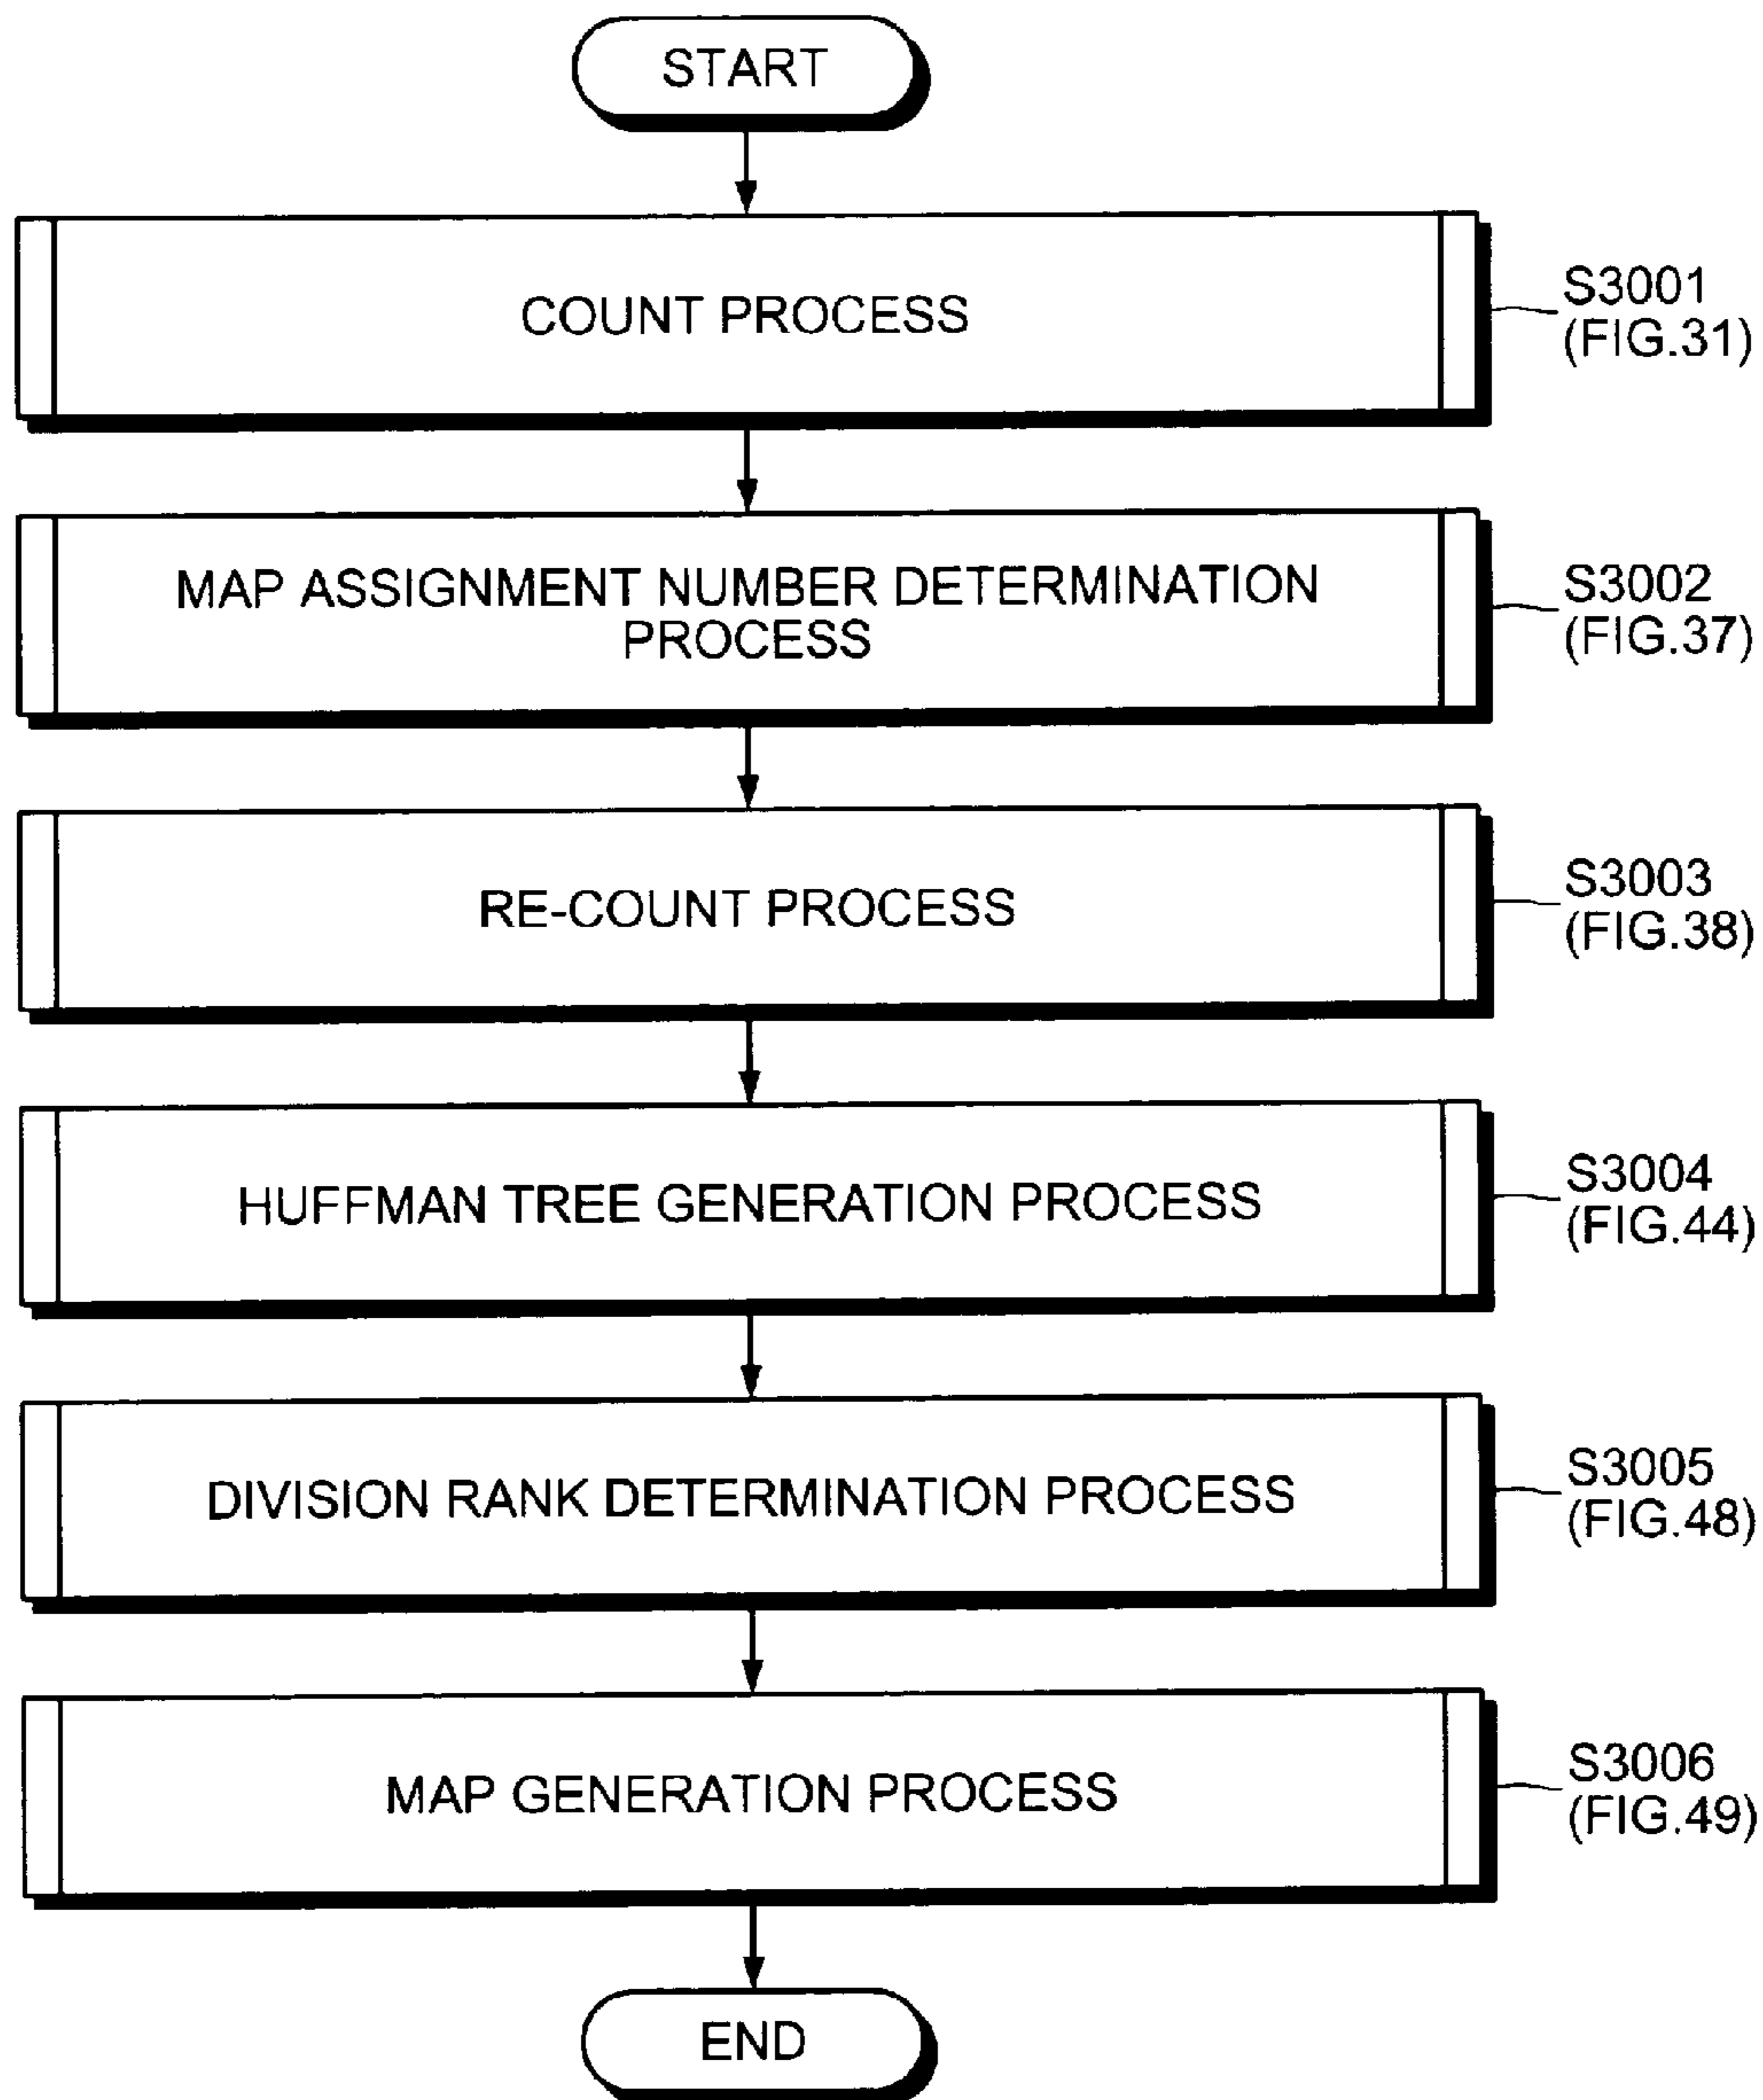 START
COUNT PROCESS
S3001
(FIG.31)
MAP ASSIGNMENT NUMBER DETERMINATION
PROCESS
S3002
(FIG.37)
RE-COUNT PROCESS
S3003
(FIG.38)
HUFFMAN TREE GENERATION PROCESS
S3004
(FIG.44)
DIVISION RANK DETERMINATION PROCESS
S3005
(FIG.48)
MAP GENERATION PROCESS
S3006
(FIG.49)
END